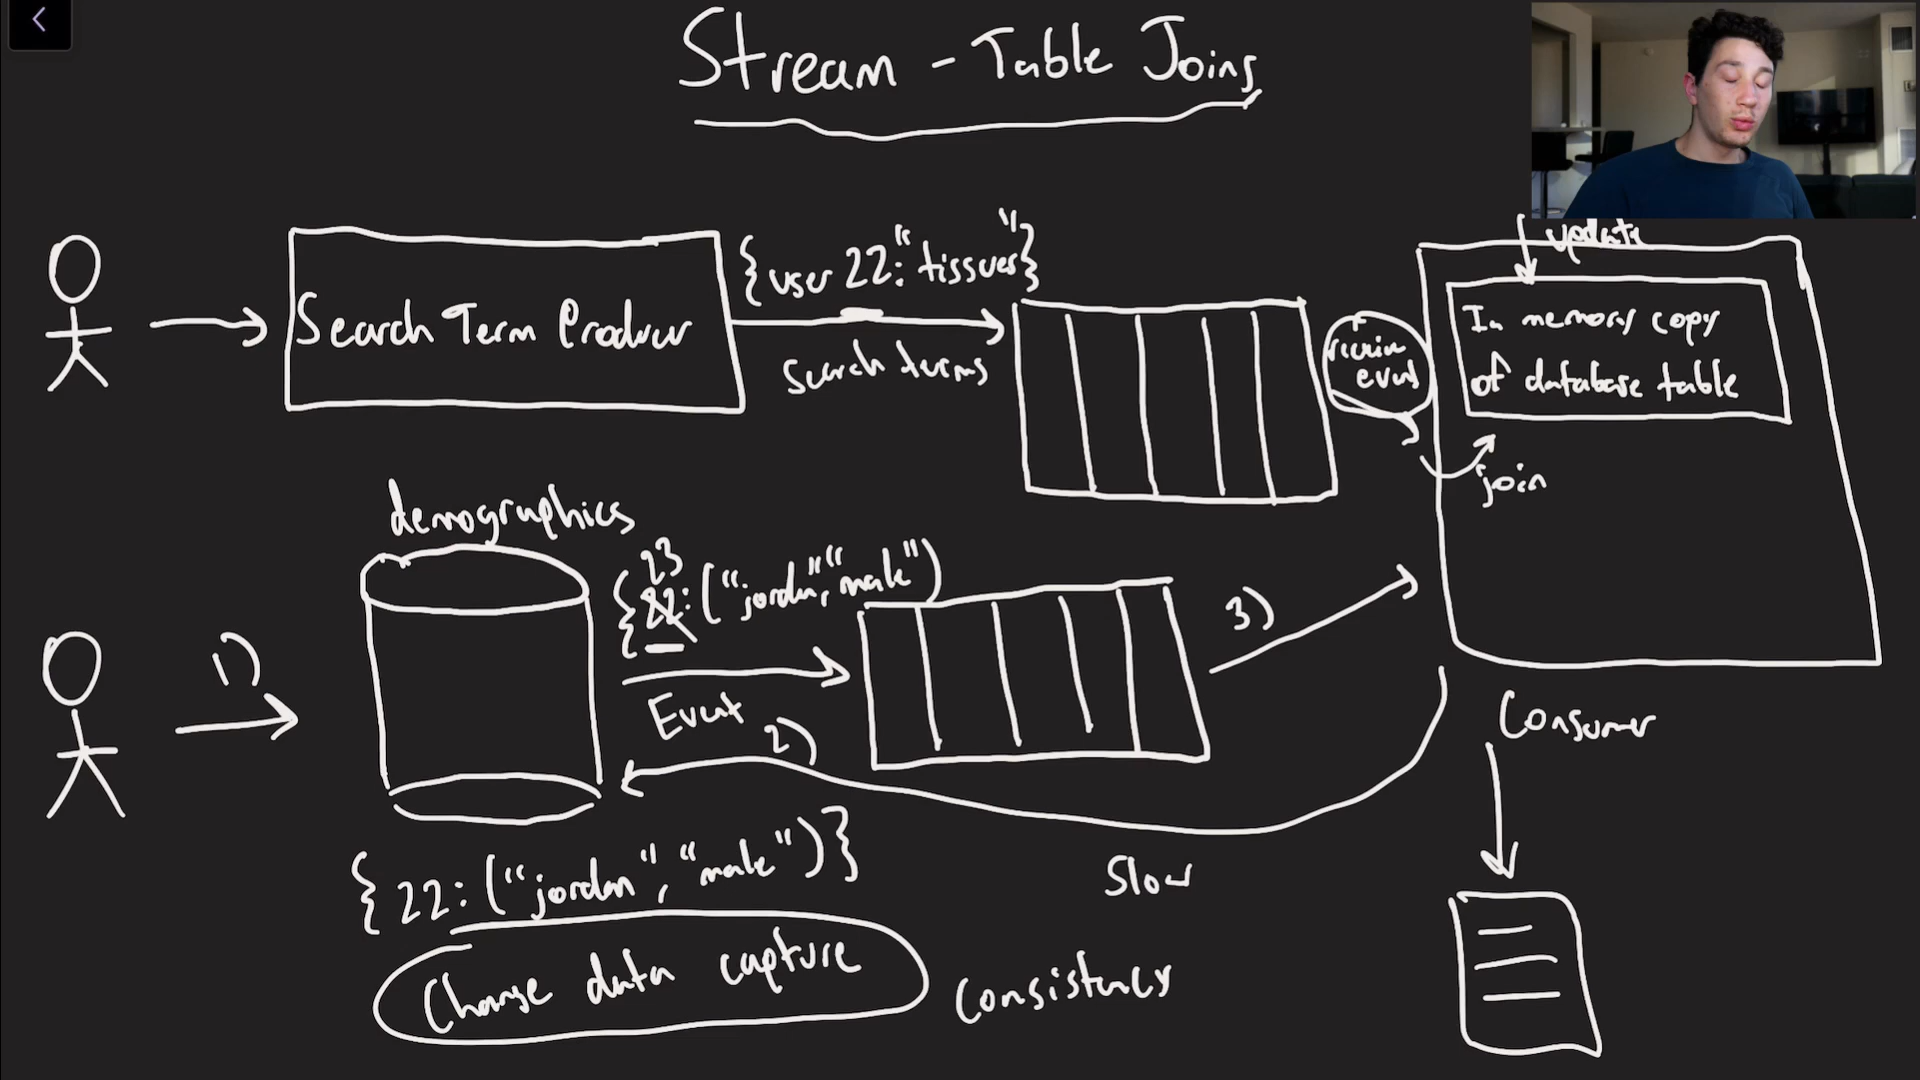 Stream - Table Joins
update
{user 22: "tissues"}
Search Term Producer
Search terms
receive
event
In memory copy
of database table
join
demographics
23
{22: ("jordan", "male")
1)
Event
2)
3)
Consumer
{22: ("jordan", "male")}
Slow
Change data capture
Consistency